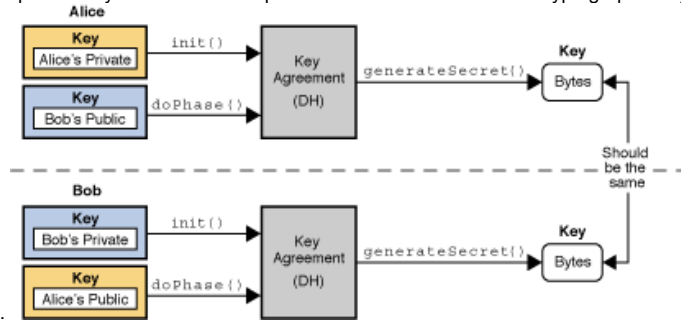 Alice
Key
Alice's Private
init()
Key
Bob's Public
doPhase()
Key
Agreement
(DH)
generateSecret()
Key
Bytes
Should
be the
same
Bob
Key
Bob's Private
init()
Key
Alice's Public
doPhase()
Key
Agreement
(DH)
generateSecret()
Key
Bytes